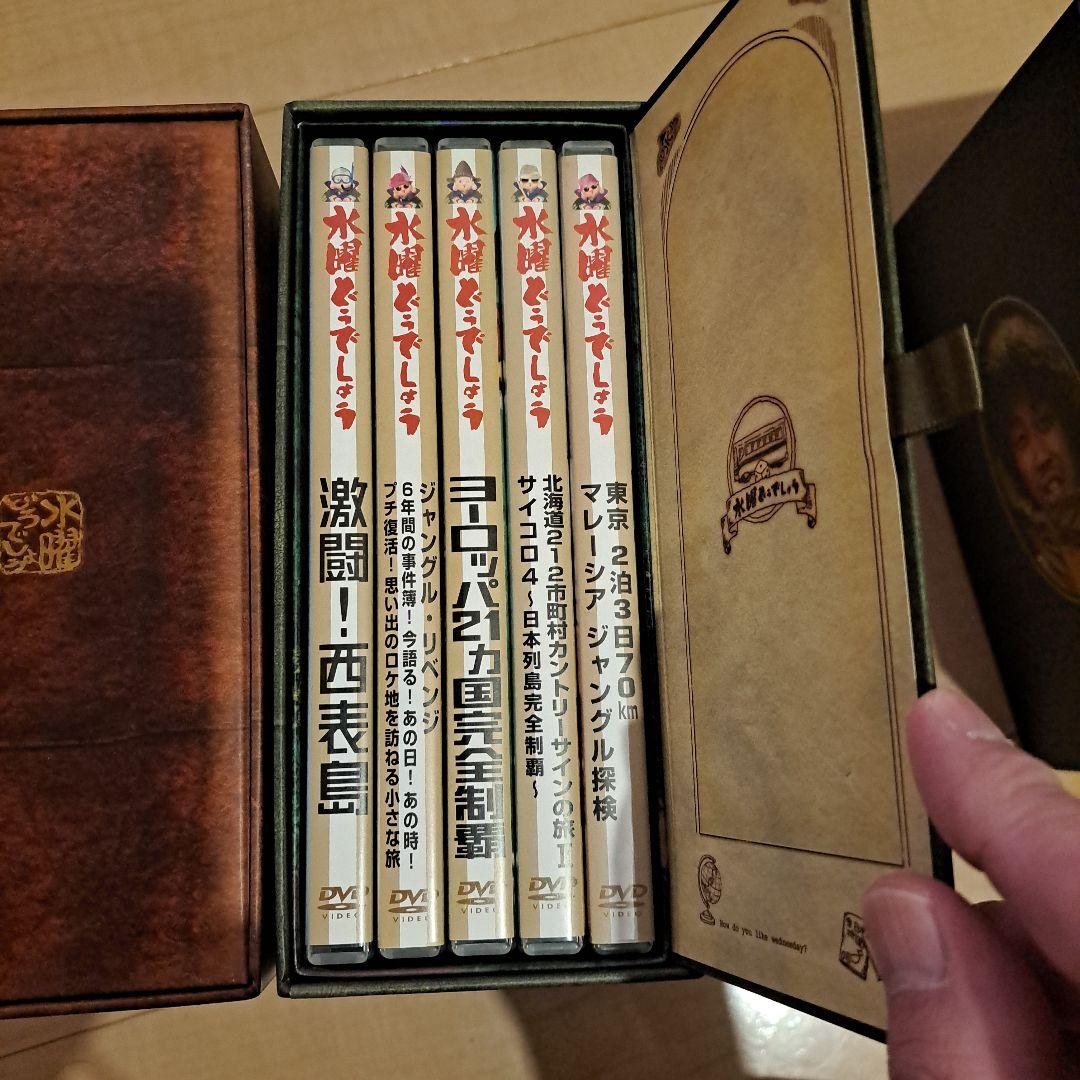 水曜どうでしょう
激闘！西表島
DVD
VIDEO
水曜どうでしょう
ジャングル・リベンジ
6年間の事件簿！今語る！あの日！あの時！
プチ復活！思い出のロケ地を訪ねる小さな旅
DVD
VIDEO
水曜どうでしょう
ヨーロッパ21ヵ国完全制覇
DVD
VIDEO
水曜どうでしょう
北海道212市町村カントリーサインの旅Ⅱ
サイコロ4～日本列島完全制覇～
DVD
VIDEO
水曜どうでしょう
東京2泊3日70km
マレーシアジャングル探検
DVD
VIDEO
水曜どうでしょう
How do you like wednesday?